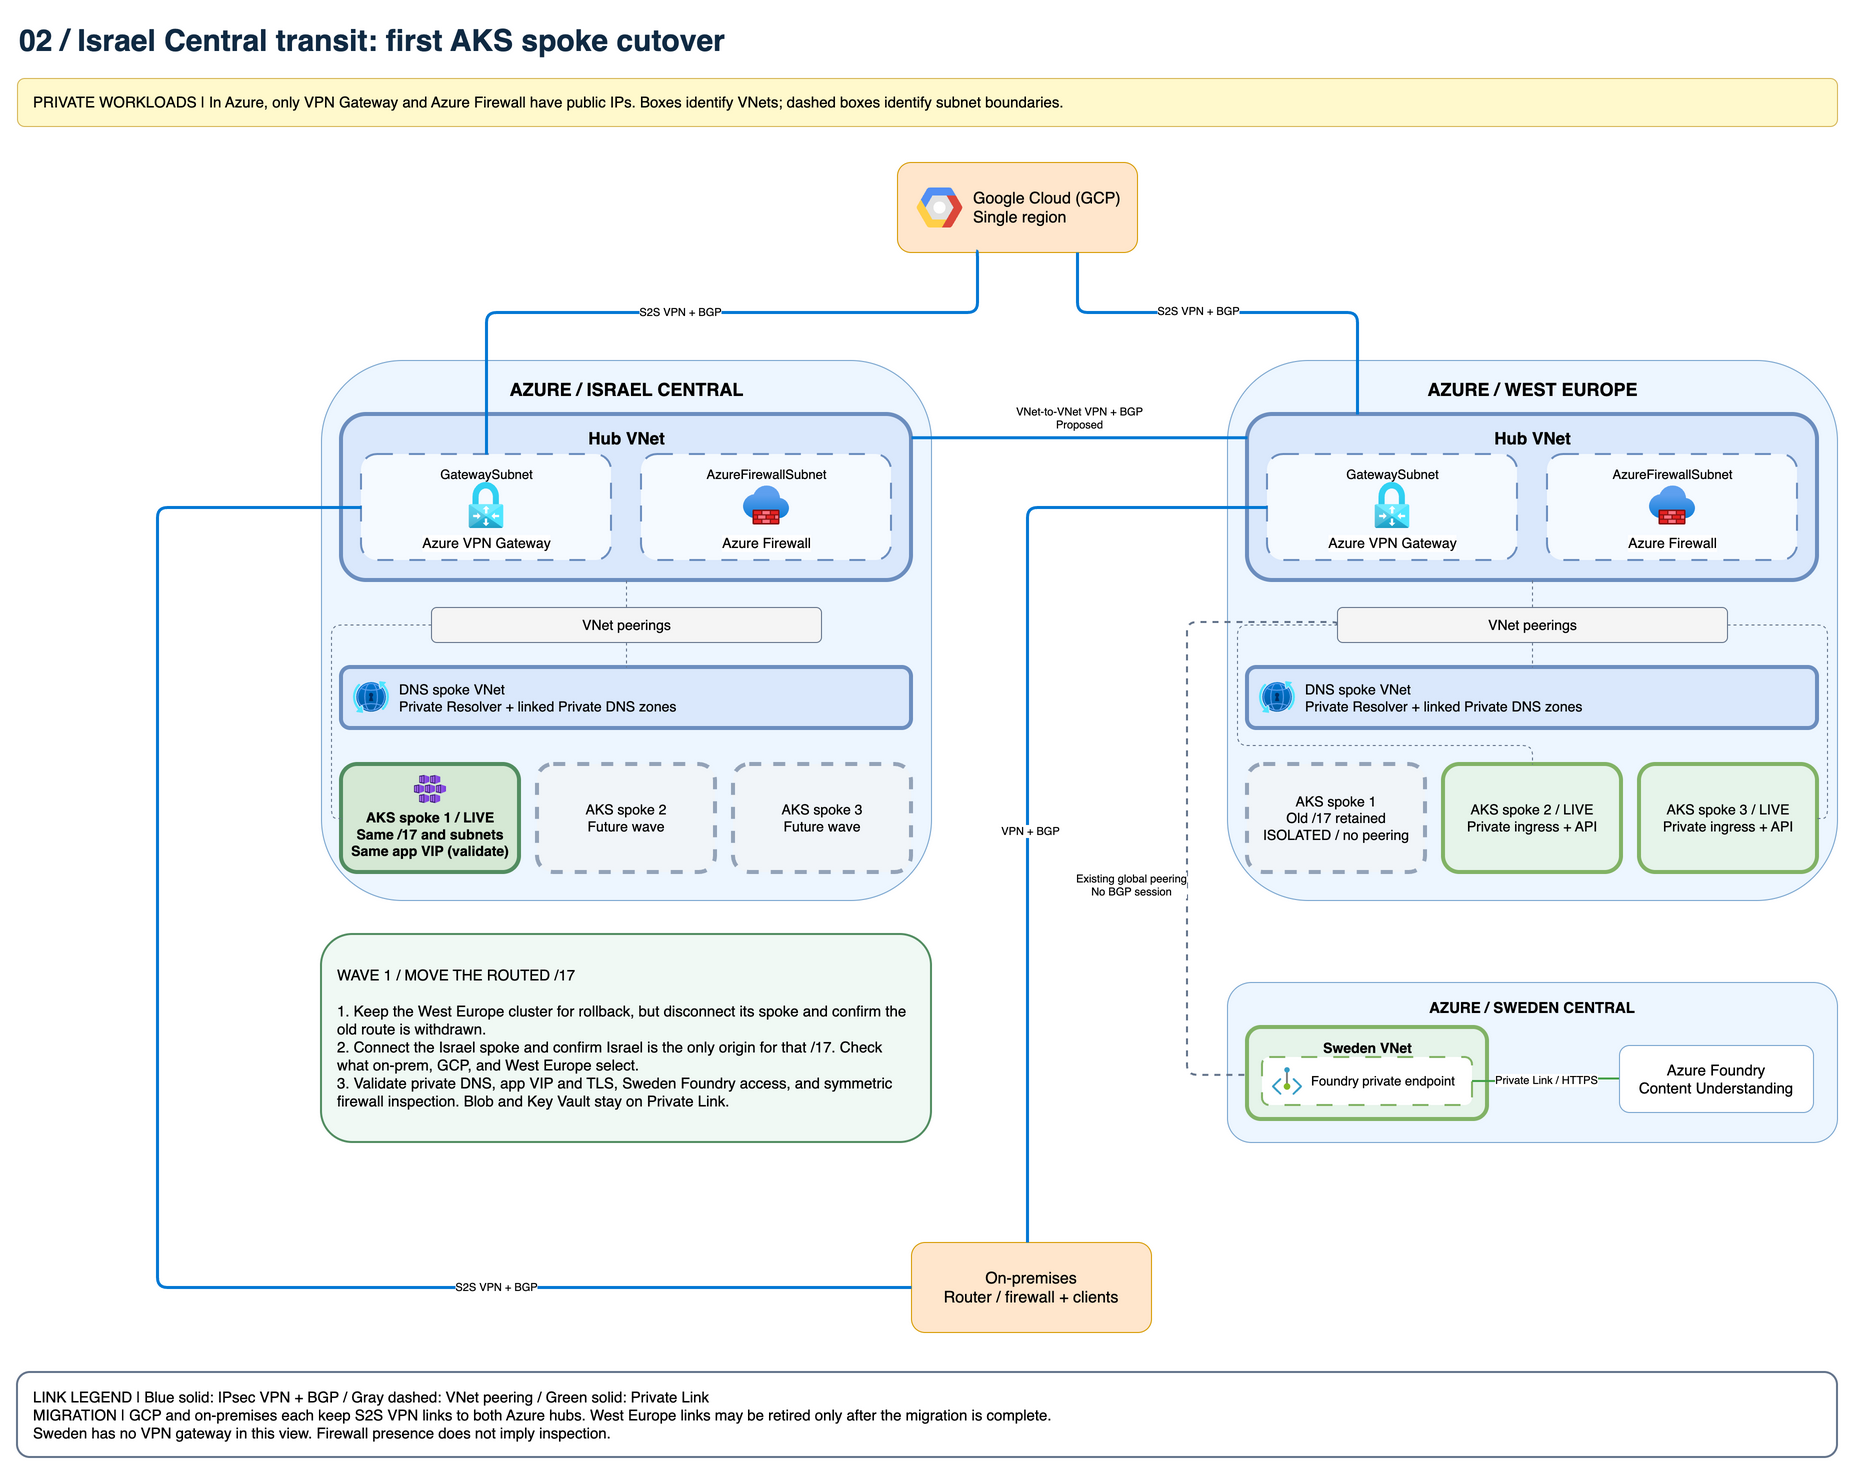 02 / Israel Central transit: first AKS spoke cutover
PRIVATE WORKLOADS | In Azure, only VPN Gateway and Azure Firewall have public IPs. Boxes identify VNets; dashed boxes identify subnet boundaries.
Google Cloud (GCP)
Single region
S2S VPN + BGP
S2S VPN + BGP
AZURE / ISRAEL CENTRAL
Hub VNet
GatewaySubnet
Azure VPN Gateway
AzureFirewallSubnet
Azure Firewall
VNet peerings
DNS spoke VNet
Private Resolver + linked Private DNS zones
AKS spoke 1 / LIVE
Same /17 and subnets
Same app VIP (validate)
AKS spoke 2
Future wave
AKS spoke 3
Future wave
VNet-to-VNet VPN + BGP
Proposed
AZURE / WEST EUROPE
Hub VNet
GatewaySubnet
Azure VPN Gateway
AzureFirewallSubnet
Azure Firewall
VNet peerings
DNS spoke VNet
Private Resolver + linked Private DNS zones
AKS spoke 1
Old /17 retained
ISOLATED / no peering
AKS spoke 2 / LIVE
Private ingress + API
AKS spoke 3 / LIVE
Private ingress + API
VPN + BGP
Existing global peering
No BGP session
WAVE 1 / MOVE THE ROUTED /17
1. Keep the West Europe cluster for rollback, but disconnect its spoke and confirm the
old route is withdrawn.
2. Connect the Israel spoke and confirm Israel is the only origin for that /17. Check
what on-prem, GCP, and West Europe select.
3. Validate private DNS, app VIP and TLS, Sweden Foundry access, and symmetric
firewall inspection. Blob and Key Vault stay on Private Link.
AZURE / SWEDEN CENTRAL
Sweden VNet
Foundry private endpoint
Private Link / HTTPS
Azure Foundry
Content Understanding
S2S VPN + BGP
On-premises
Router / firewall + clients
LINK LEGEND | Blue solid: IPsec VPN + BGP / Gray dashed: VNet peering / Green solid: Private Link
MIGRATION | GCP and on-premises each keep S2S VPN links to both Azure hubs. West Europe links may be retired only after the migration is complete.
Sweden has no VPN gateway in this view. Firewall presence does not imply inspection.